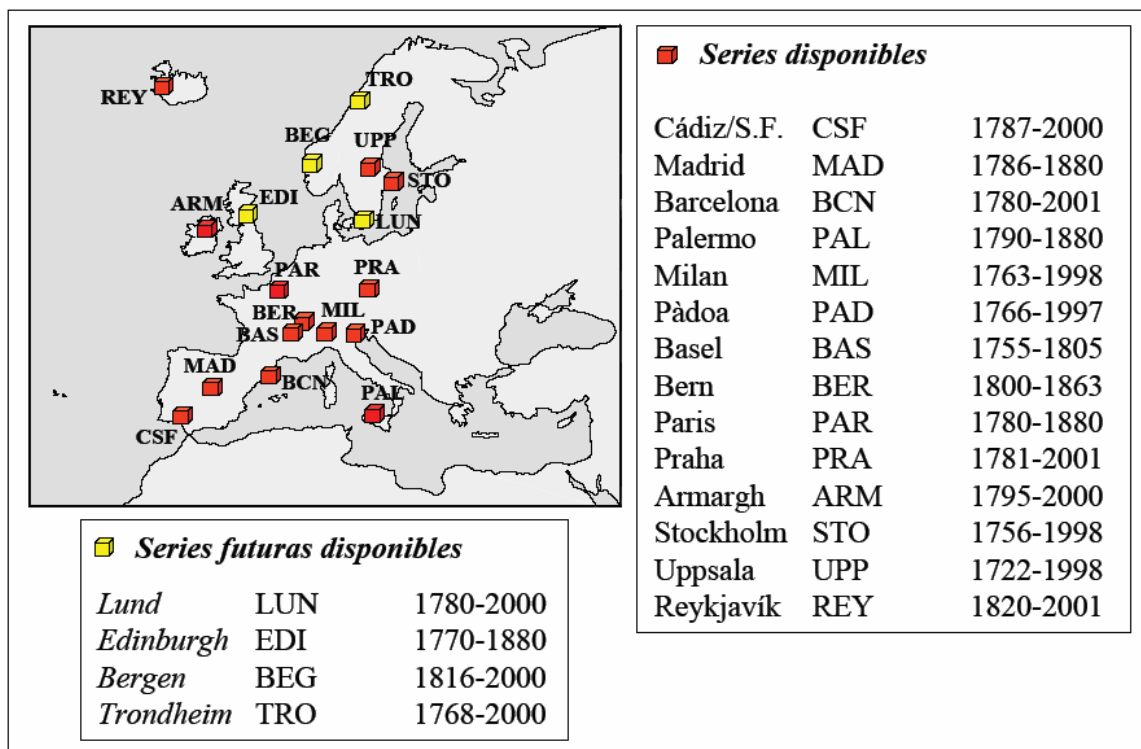 TRO
REY
BEG
UPP
STO
ARM
EDI
LUN
PAR
PRA
BER
MIL
BAS
PAD
MAD
BCN
PAL
CSF
Series disponibles
Cádiz/S.F. CSF 1787-2000
Madrid MAD 1786-1880
Barcelona BCN 1780-2001
Palermo PAL 1790-1880
Milan MIL 1763-1998
Pàdoa PAD 1766-1997
Basel BAS 1755-1805
Bern BER 1800-1863
Paris PAR 1780-1880
Praha PRA 1781-2001
Armargh ARM 1795-2000
Stockholm STO 1756-1998
Uppsala UPP 1722-1998
Reykjavík REY 1820-2001
Series futuras disponibles
Lund LUN 1780-2000
Edinburgh EDI 1770-1880
Bergen BEG 1816-2000
Trondheim TRO 1768-2000